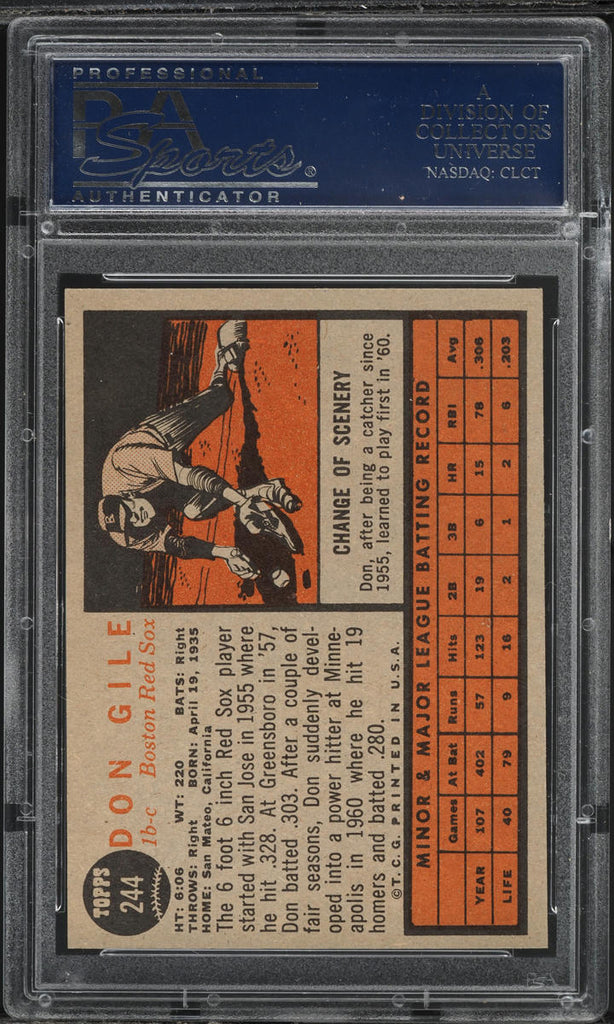 PROFESSIONAL
PSA
Sports®
AUTHENTICATOR
A
DIVISION OF
COLLECTORS
UNIVERSE
NASDAQ: CLCT
TOPPS
244
DON GILE
1b-c Boston Red Sox
HT: 6:06 WT: 220 BATS: Right
THROWS: Right BORN: April 19, 1935
HOME: San Mateo, California
The 6 foot 6 inch Red Sox player
started with San Jose in 1955 where
he hit .328. At Greensboro in '57,
Don batted .303. After a couple of
fair seasons, Don suddenly devel-
oped into a power hitter at Minne-
apolis in 1960 where he hit 19
homers and batted .280.
©T.C.G. PRINTED IN U.S.A.
B
CHANGE OF SCENERY
Don, after being a catcher since
1955, learned to play first in '60.
MINOR & MAJOR LEAGUE BATTING RECORD
Games At Bat Runs Hits 2B 3B HR RBI Avg
YEAR 107 402 57 123 19 6 15 78 .306
LIFE 40 79 9 16 2 1 2 6 .203
PSA